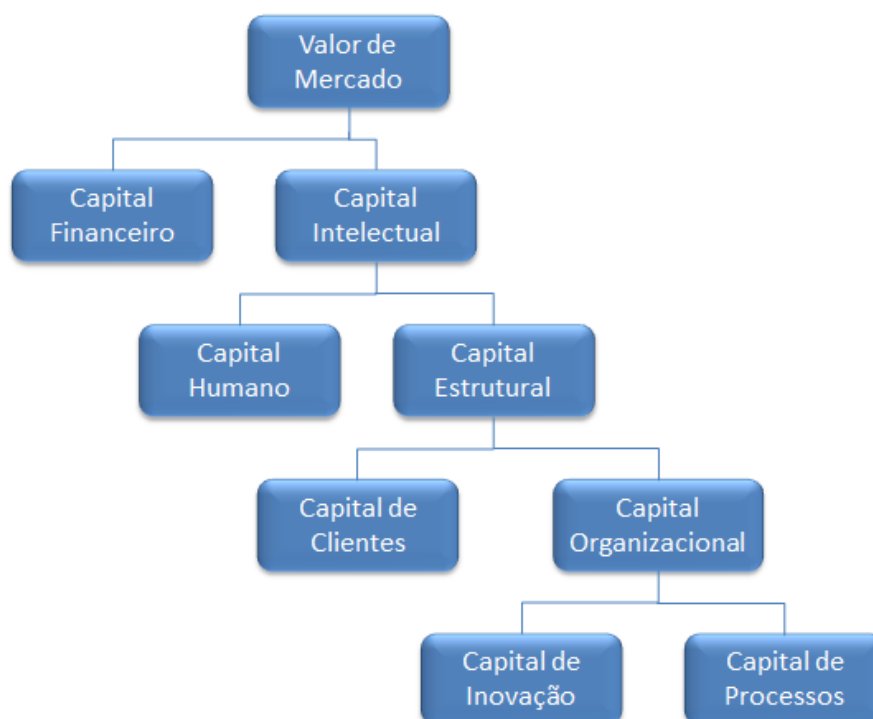 Valor de
Mercado
Capital
Financeiro
Capital
Intelectual
Capital
Humano
Capital
Estrutural
Capital de
Clientes
Capital
Organizacional
Capital de
Inovação
Capital de
Processos